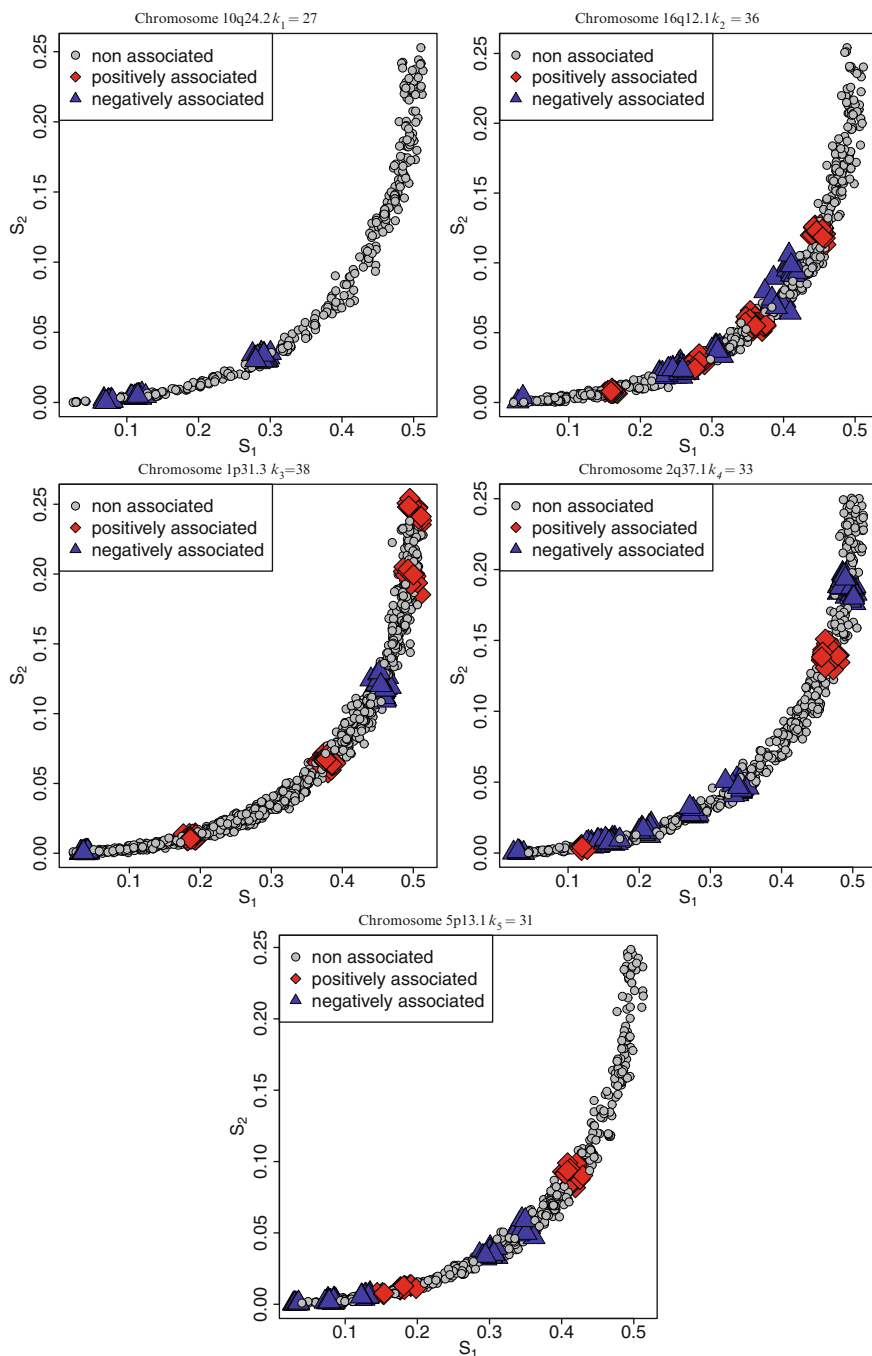 Chromosome 10q24.2 k₁ = 27
non associated
positively associated
negatively associated
S₂
0.00 0.05 0.10 0.15 0.20 0.25
0.1 0.2 0.3 0.4 0.5
S₁
Chromosome 16q12.1 k₂ = 36
non associated
positively associated
negatively associated
S₂
0.00 0.05 0.10 0.15 0.20 0.25
0.1 0.2 0.3 0.4 0.5
S₁
Chromosome 1p31.3 k₃=38
non associated
positively associated
negatively associated
S₂
0.00 0.05 0.10 0.15 0.20 0.25
0.1 0.2 0.3 0.4 0.5
S₁
Chromosome 2q37.1 k₄ = 33
non associated
positively associated
negatively associated
S₂
0.00 0.05 0.10 0.15 0.20 0.25
0.1 0.2 0.3 0.4 0.5
S₁
Chromosome 5p13.1 k₅ = 31
non associated
positively associated
negatively associated
S₂
0.00 0.05 0.10 0.15 0.20 0.25
0.1 0.2 0.3 0.4 0.5
S₁